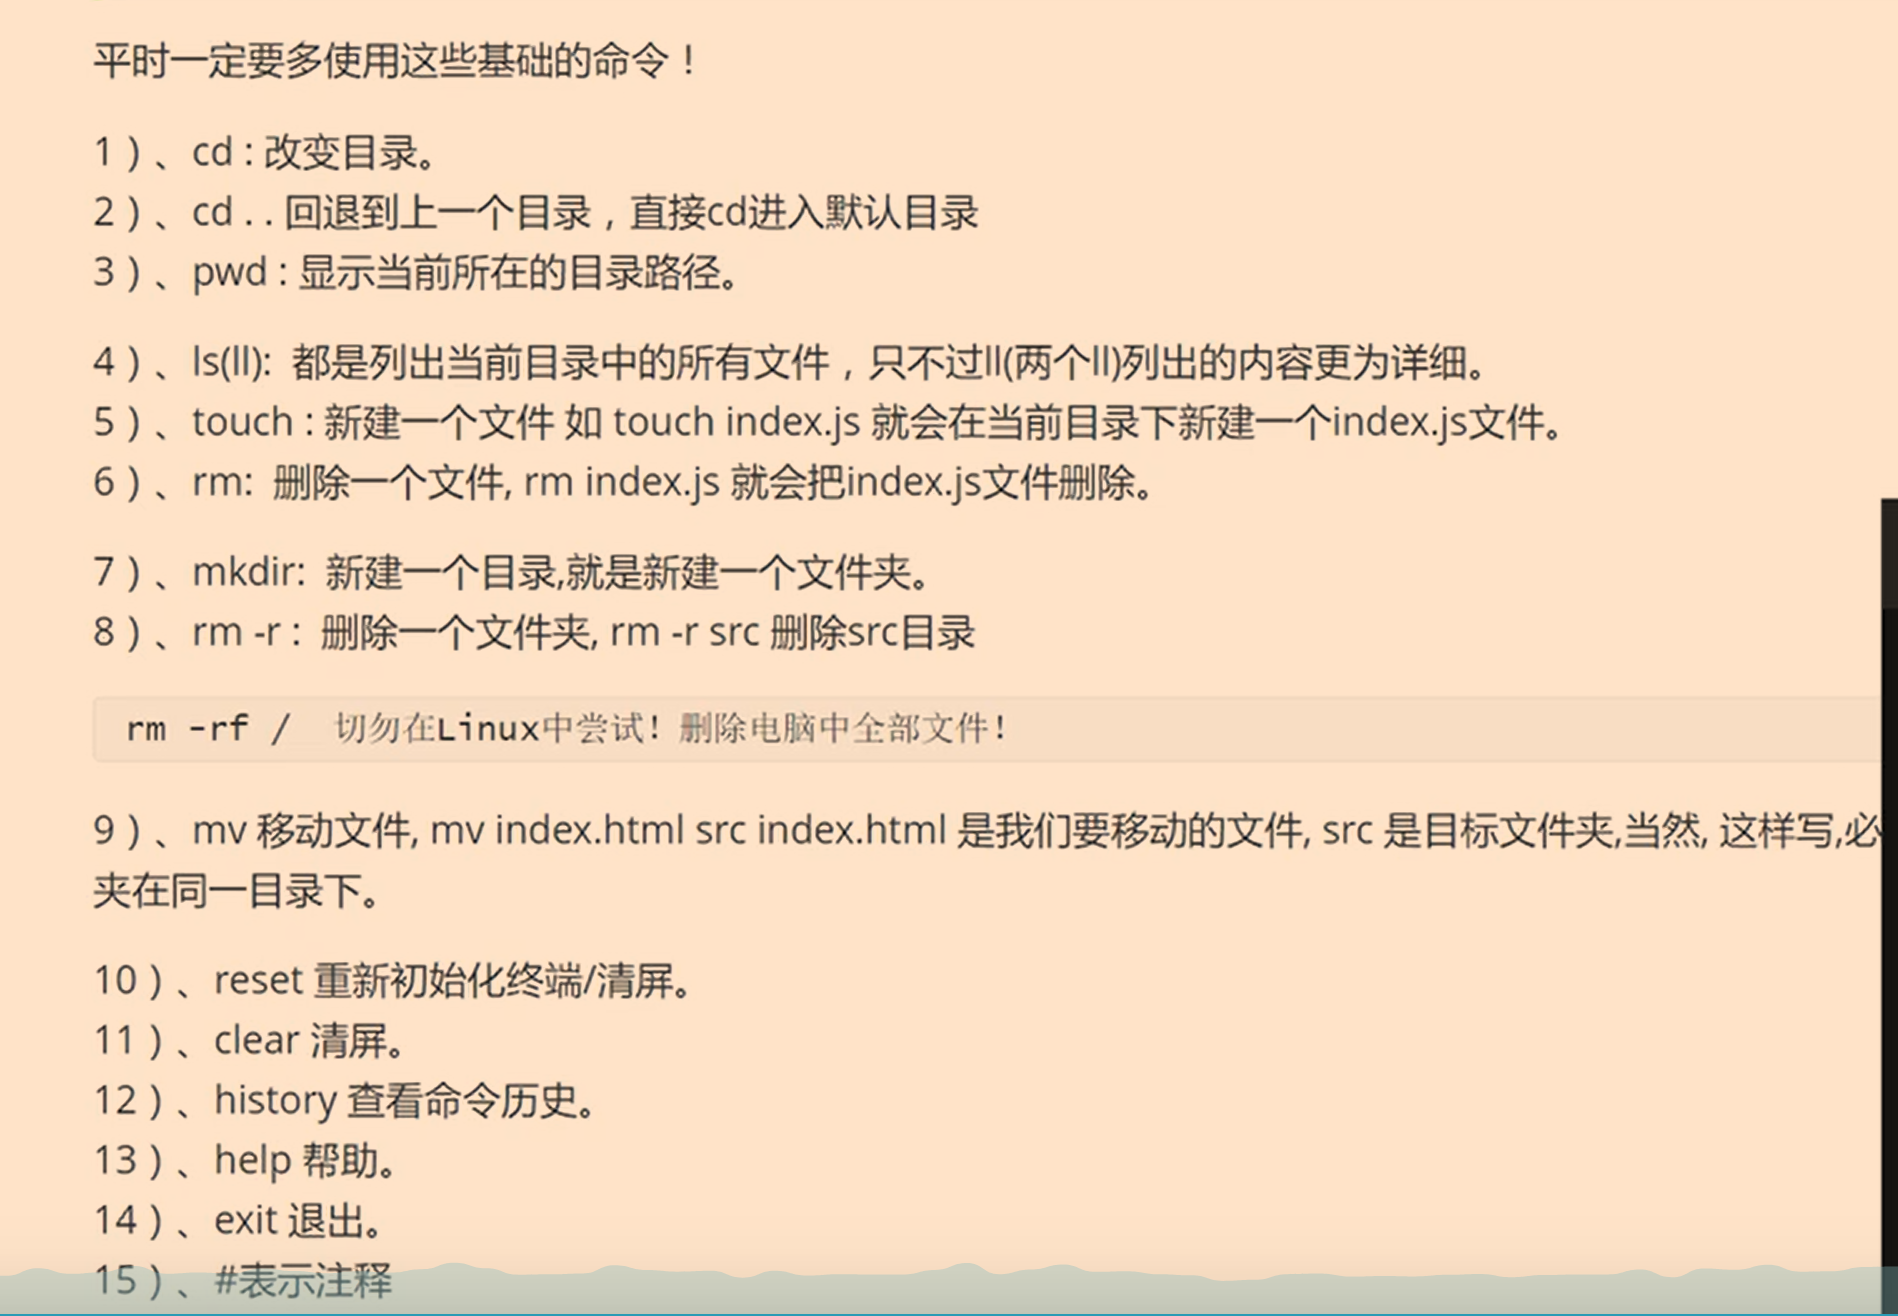 平时一定要多使用这些基础的命令！
1）、cd : 改变目录。
2）、cd . . 回退到上一个目录，直接cd进入默认目录
3）、pwd : 显示当前所在的目录路径。
4）、ls(ll):  都是列出当前目录中的所有文件，只不过ll(两个ll)列出的内容更为详细。
5）、touch : 新建一个文件 如 touch index.js 就会在当前目录下新建一个index.js文件。
6）、rm:  删除一个文件, rm index.js 就会把index.js文件删除。
7）、mkdir:  新建一个目录,就是新建一个文件夹。
8）、rm -r :  删除一个文件夹, rm -r src 删除src目录
rm -rf /  切勿在Linux中尝试！删除电脑中全部文件！
9）、mv 移动文件, mv index.html src index.html 是我们要移动的文件, src 是目标文件夹,当然, 这样写,必
夹在同一目录下。
10）、reset 重新初始化终端/清屏。
11）、clear 清屏。
12）、history 查看命令历史。
13）、help 帮助。
14）、exit 退出。
15）、#表示注释